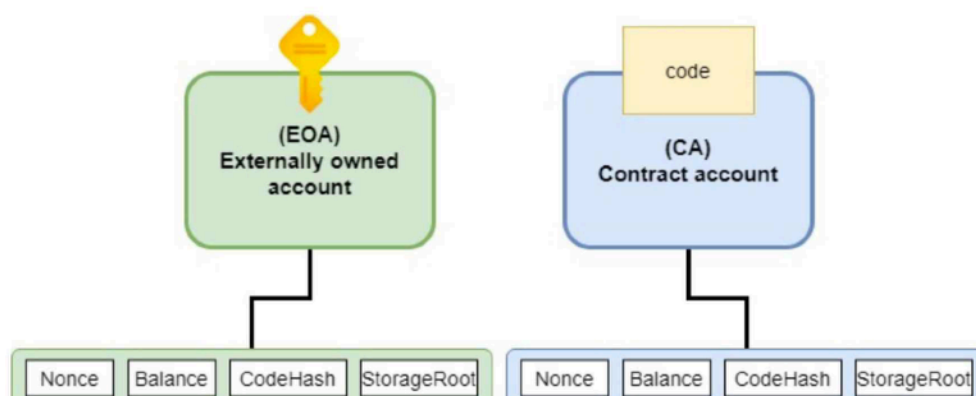 (EOA)
Externally owned
account
code
(CA)
Contract account
Nonce Balance CodeHash StorageRoot
Nonce Balance CodeHash StorageRoot